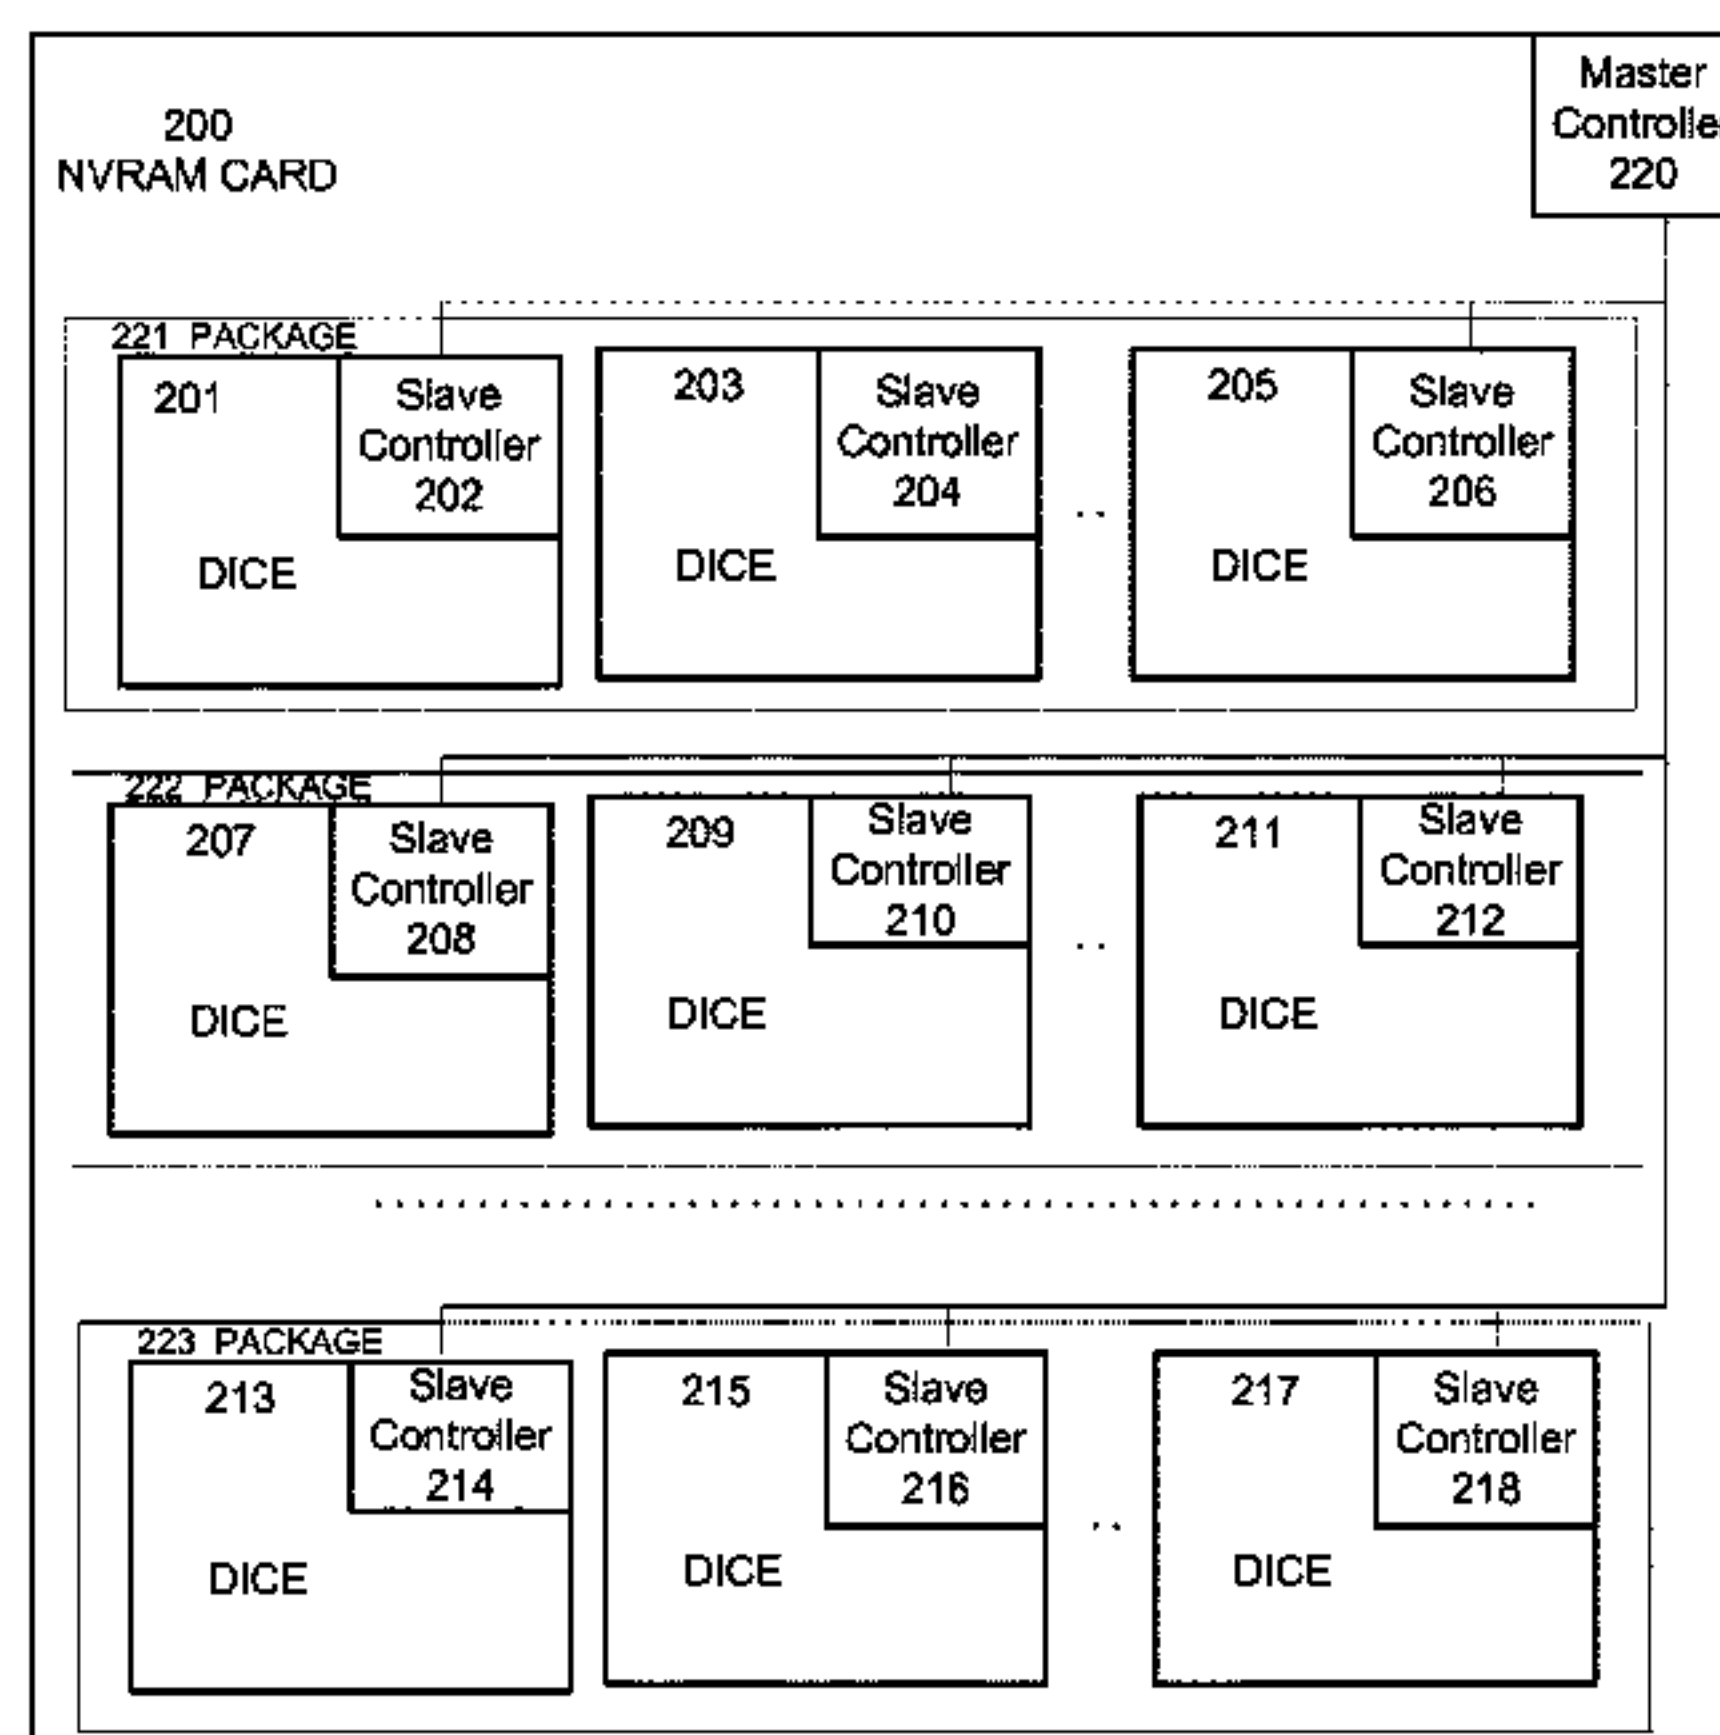 200
NVRAM CARD
Master
Controlle
220
221 PACKAGE
201
Slave
Controller
202
DICE
203
Slave
Controller
204
DICE
. .
205
Slave
Controller
206
DICE
222 PACKAGE
207
Slave
Controller
208
DICE
209
Slave
Controller
210
DICE
. .
211
Slave
Controller
212
DICE
223 PACKAGE
213
Slave
Controller
214
DICE
215
Slave
Controller
216
DICE
. .
217
Slave
Controller
218
DICE